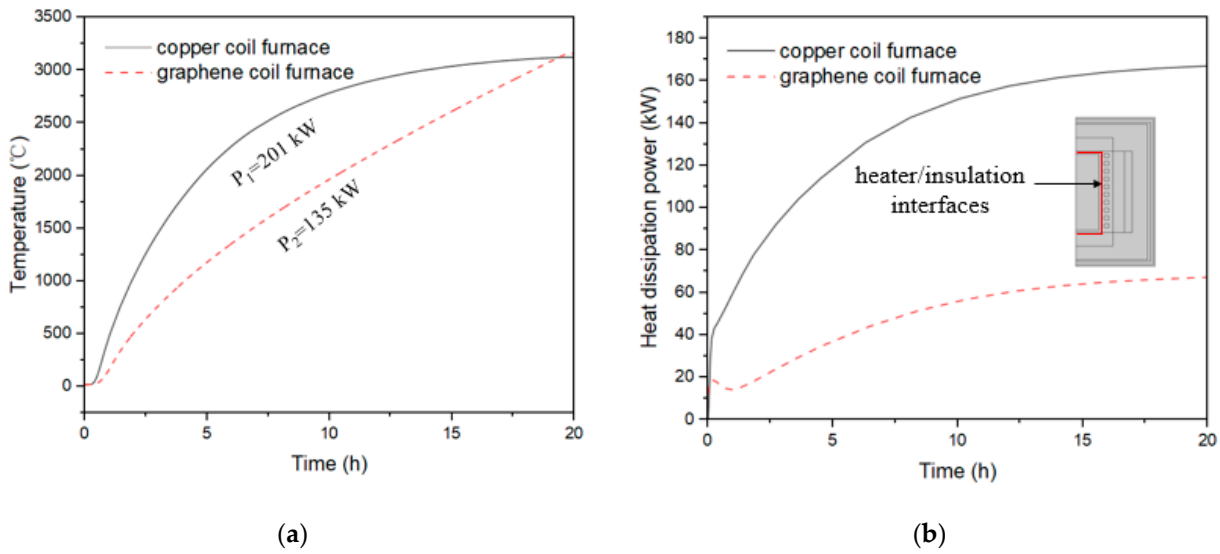 3500
3000
2500
2000
1500
1000
500
0
Temperature (℃)
copper coil furnace
graphene coil furnace
P1=201 kW
P2=135 kW
0 5 10 15 20
Time (h)
(a)
190
180
160
140
120
100
80
60
40
20
0
Heat dissipation power (kW)
copper coil furnace
graphene coil furnace
heater/insulation
interfaces
0 5 10 15 20
Time (h)
(b)